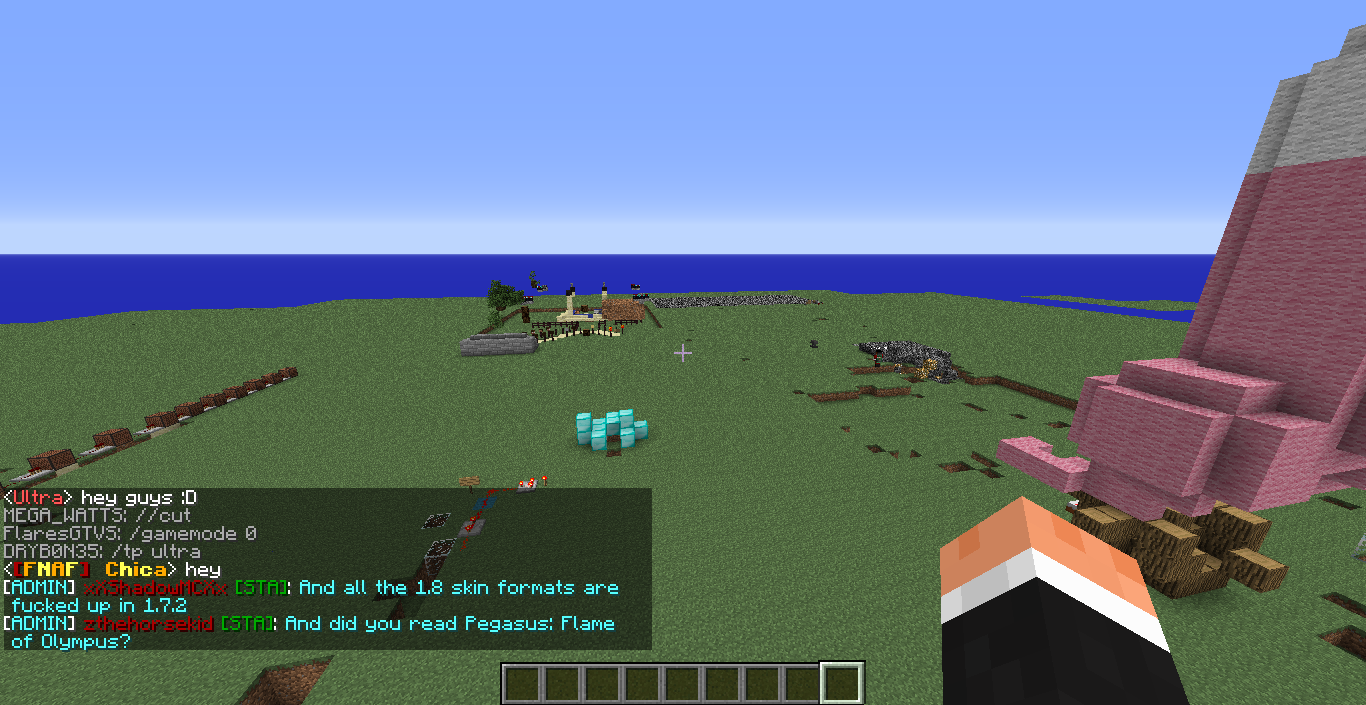 <Ultra> hey guys :D
MEGA_WATTS: //cut
FlaresGTVS: /gamemode 0
DRYB0N35: /tp ultra
<[FNAF] Chica> hey
[ADMIN] xXShadowMCXx [STA]: And all the 1.8 skin formats are
fucked up in 1.7.2
[ADMIN] zthehorsekid [STA]: And did you read Pegasus: Flame
of Olympus?